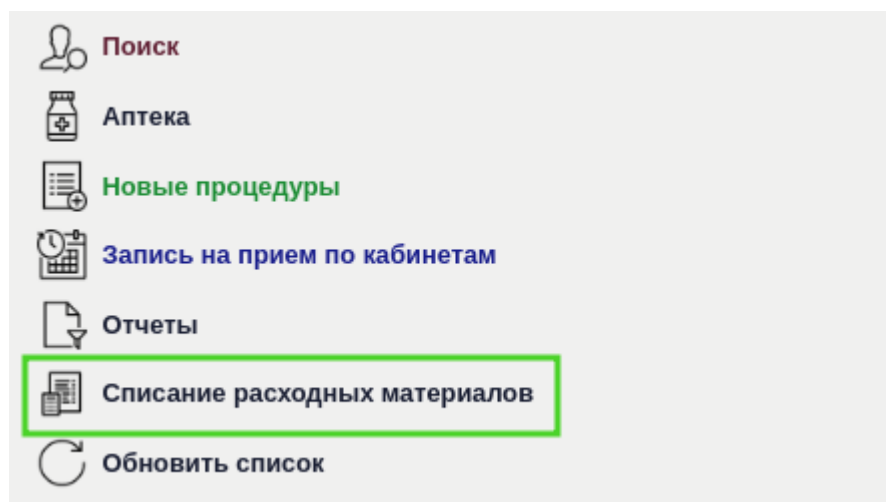 Поиск
Аптека
Новые процедуры
Запись на прием по кабинетам
Отчеты
Списание расходных материалов
Обновить список